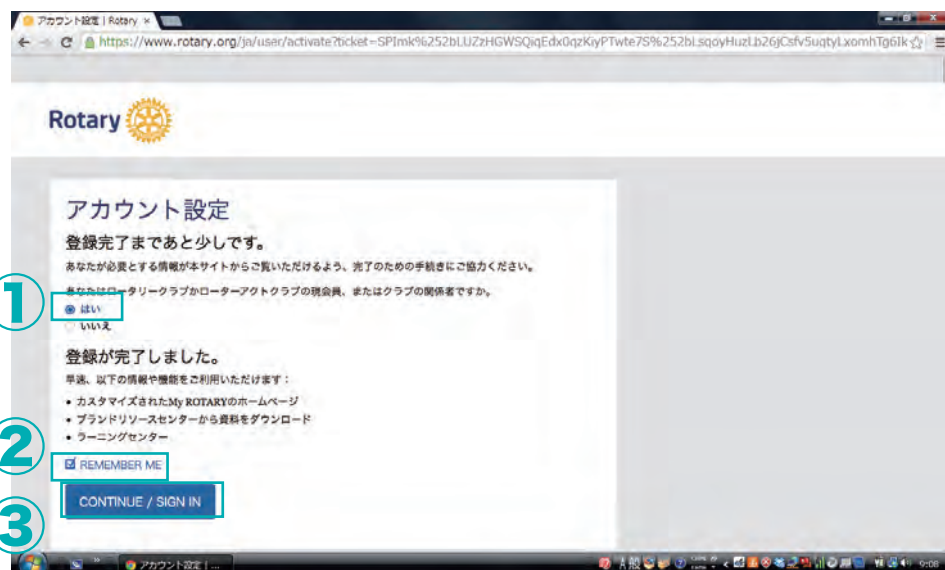 アカウント設定 | Rotary
https://www.rotary.org/ja/user/activate?ticket=
Rotary
アカウント設定
登録完了まであと少しです。
あなたが必要とする情報が本サイトからご覧いただけるよう、完了のための手続きにご協力ください。
あなたはロータリークラブかローターアクトクラブの現会員、またはクラブの関係者ですか。
① はい
いいえ
登録が完了しました。
早速、以下の情報や機能をご利用いただけます：
• カスタマイズされたMy ROTARYのホームページ
• ブランドリソースセンターから資料をダウンロード
• ラーニングセンター
② REMEMBER ME
③ CONTINUE / SIGN IN
アカウント設定 | ...
A 般
9:08